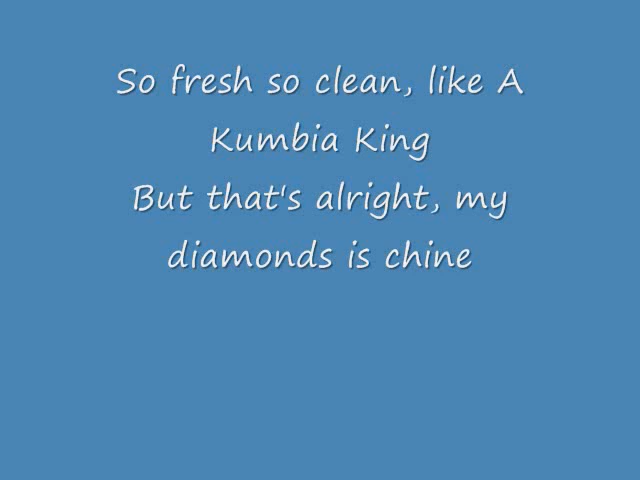 So fresh so clean, like A
Kumbia King
But that's alright, my
diamonds is chine